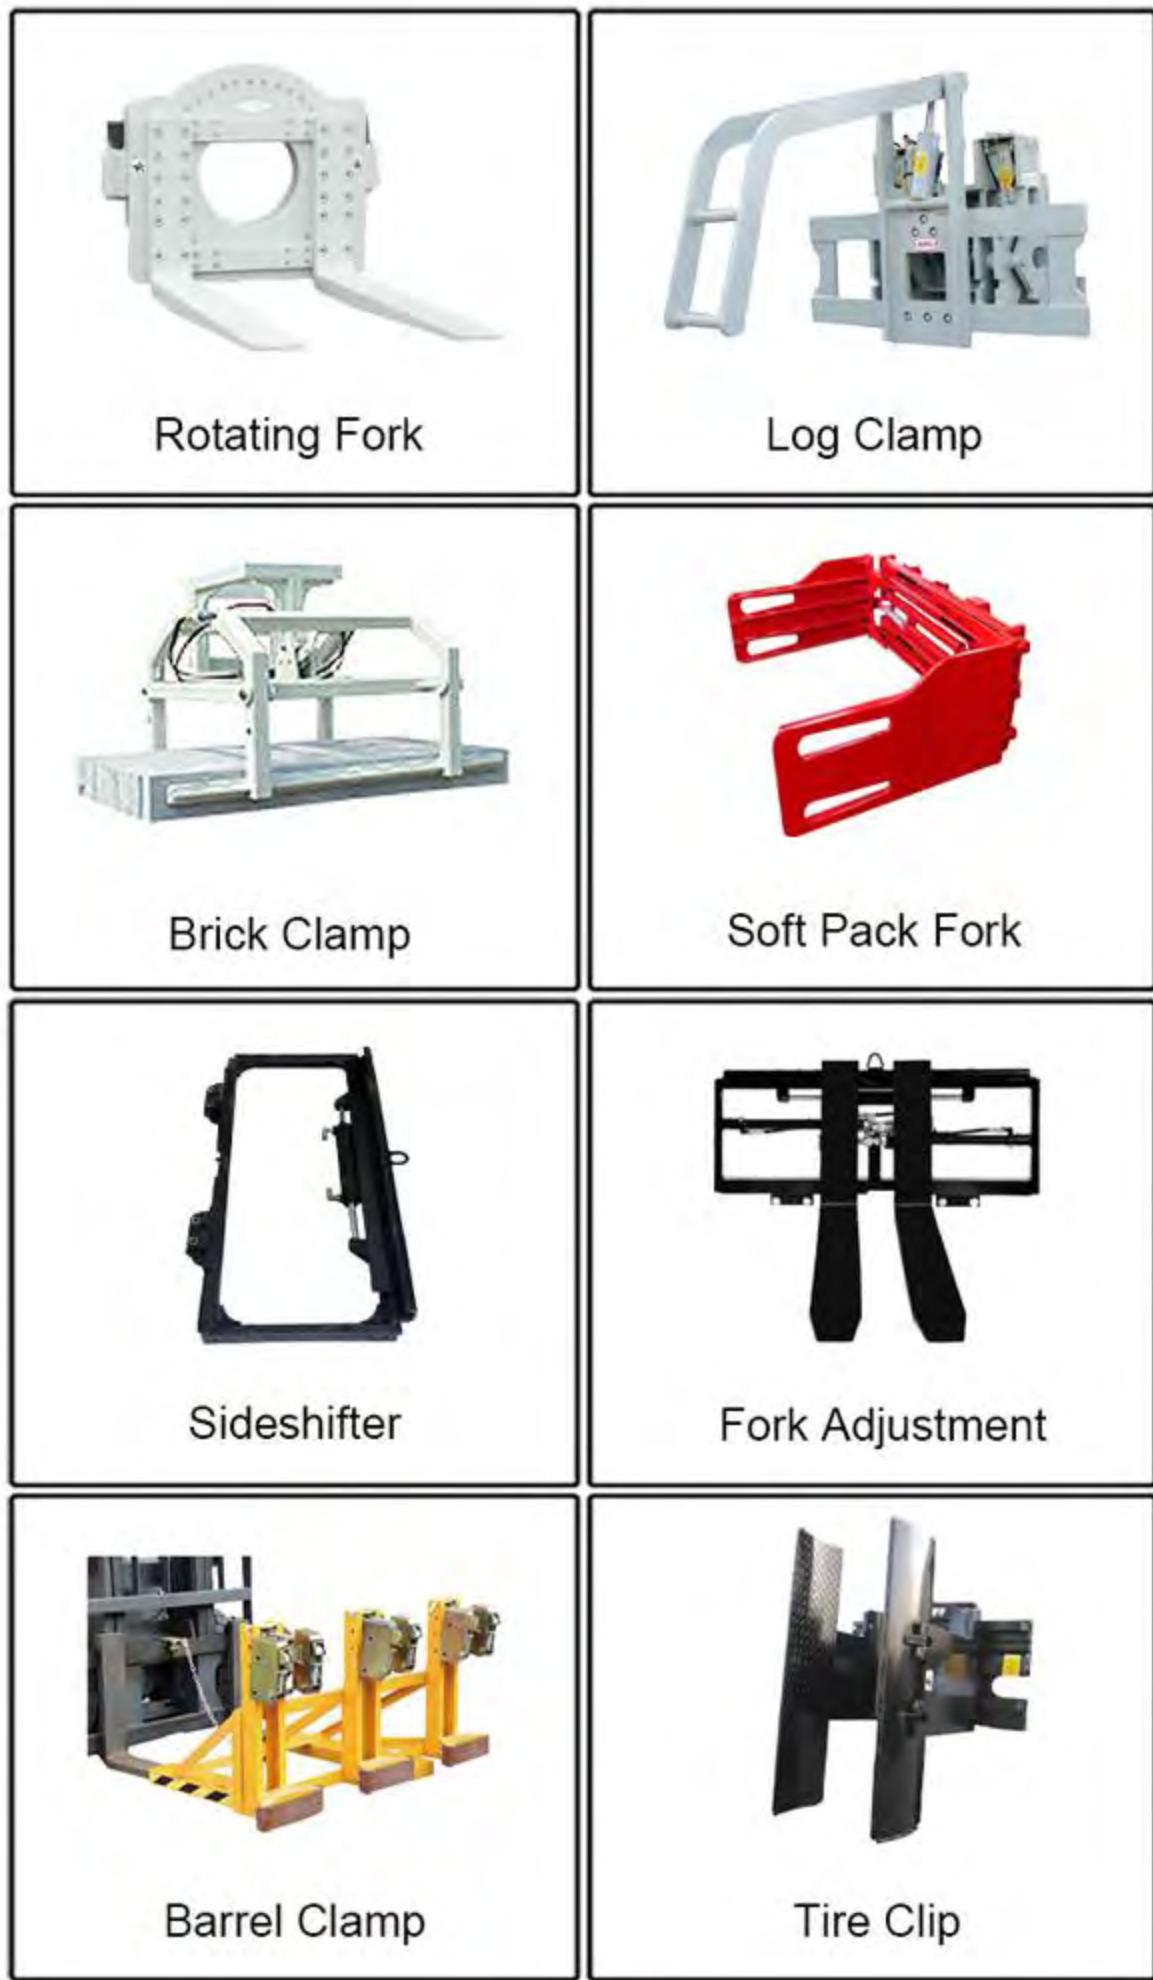 Rotating Fork
Log Clamp
Brick Clamp
Soft Pack Fork
Sideshifter
Fork Adjustment
Barrel Clamp
Tire Clip